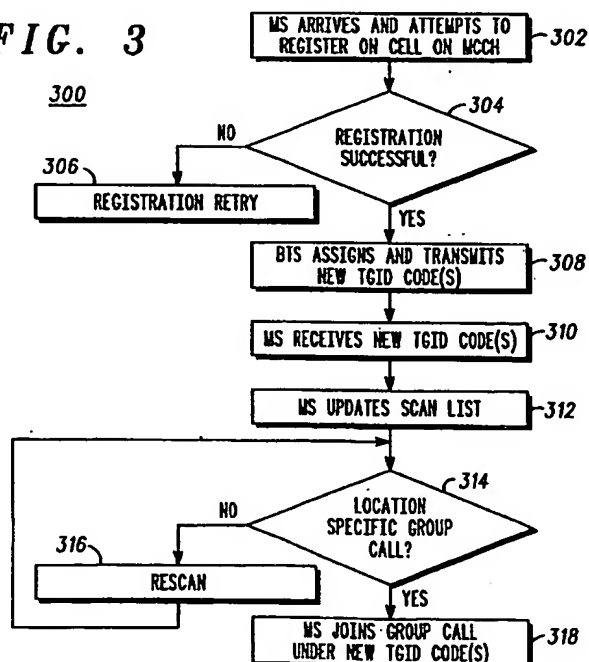 FIG. 3
300
MS ARRIVES AND ATTEMPTS TO
REGISTER ON CELL ON MCCH
302
304
NO
REGISTRATION
SUCCESSFUL?
306
REGISTRATION RETRY
YES
BTS ASSIGNS AND TRANSMITS
NEW TGID CODE(S)
308
MS RECEIVES NEW TGID CODE(S)
310
MS UPDATES SCAN LIST
312
314
NO
LOCATION
SPECIFIC GROUP
CALL?
316
RESCAN
YES
MS JOINS GROUP CALL
UNDER NEW TGID CODE(S)
318